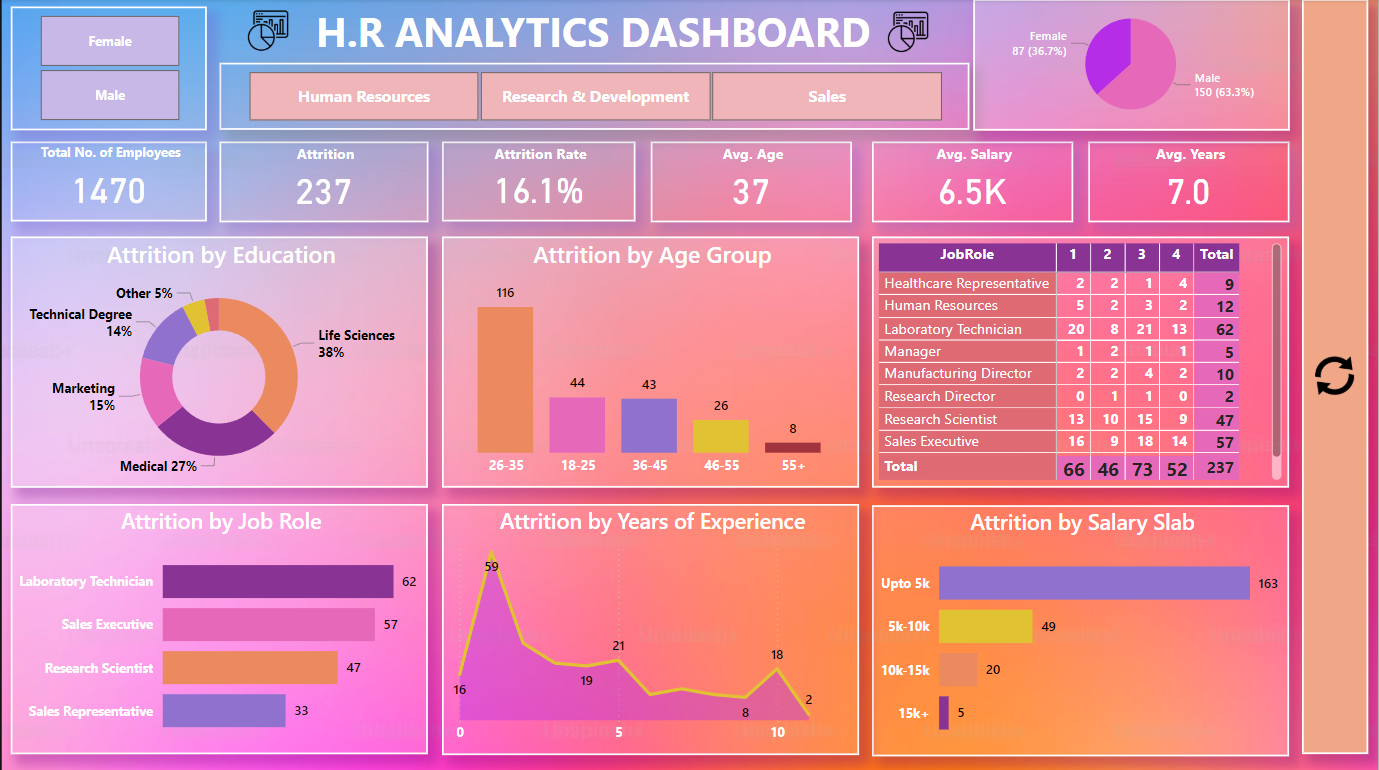 Female
Male
H.R ANALYTICS DASHBOARD
Human Resources
Research & Development
Sales
Female
87 (36.7%)
Male
150 (63.3%)
Total No. of Employees
1470
Attrition
237
Attrition Rate
16.1%
Avg. Age
37
Avg. Salary
6.5K
Avg. Years
7.0
Attrition by Education
Other 5%
Technical Degree
14%
Life Sciences
38%
Marketing
15%
Medical 27%
Attrition by Age Group
116
44
43
26
8
26-35 18-25 36-45 46-55 55+
JobRole 1 2 3 4 Total
Healthcare Representative 2 2 1 4 9
Human Resources 5 2 3 2 12
Laboratory Technician 20 8 21 13 62
Manager 1 2 1 1 5
Manufacturing Director 2 2 4 2 10
Research Director 0 1 1 0 2
Research Scientist 13 10 15 9 47
Sales Executive 16 9 18 14 57
Total 66 46 73 52 237
Attrition by Job Role
Laboratory Technician 62
Sales Executive 57
Research Scientist 47
Sales Representative 33
Attrition by Years of Experience
59
21
18
16
19
8
2
0 5 10
Attrition by Salary Slab
Upto 5k 163
5k-10k 49
10k-15k 20
15k+ 5